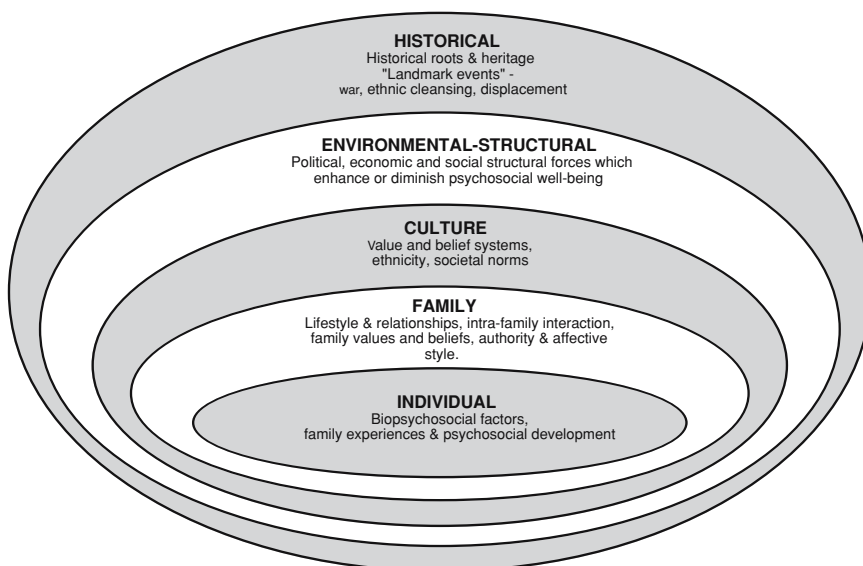 HISTORICAL
Historical roots & heritage
"Landmark events" -
war, ethnic cleansing, displacement
ENVIRONMENTAL-STRUCTURAL
Political, economic and social structural forces which
enhance or diminish psychosocial well-being
CULTURE
Value and belief systems,
ethnicity, societal norms
FAMILY
Lifestyle & relationships, intra-family interaction,
family values and beliefs, authority & affective
style.
INDIVIDUAL
Biopsychosocial factors,
family experiences & psychosocial development